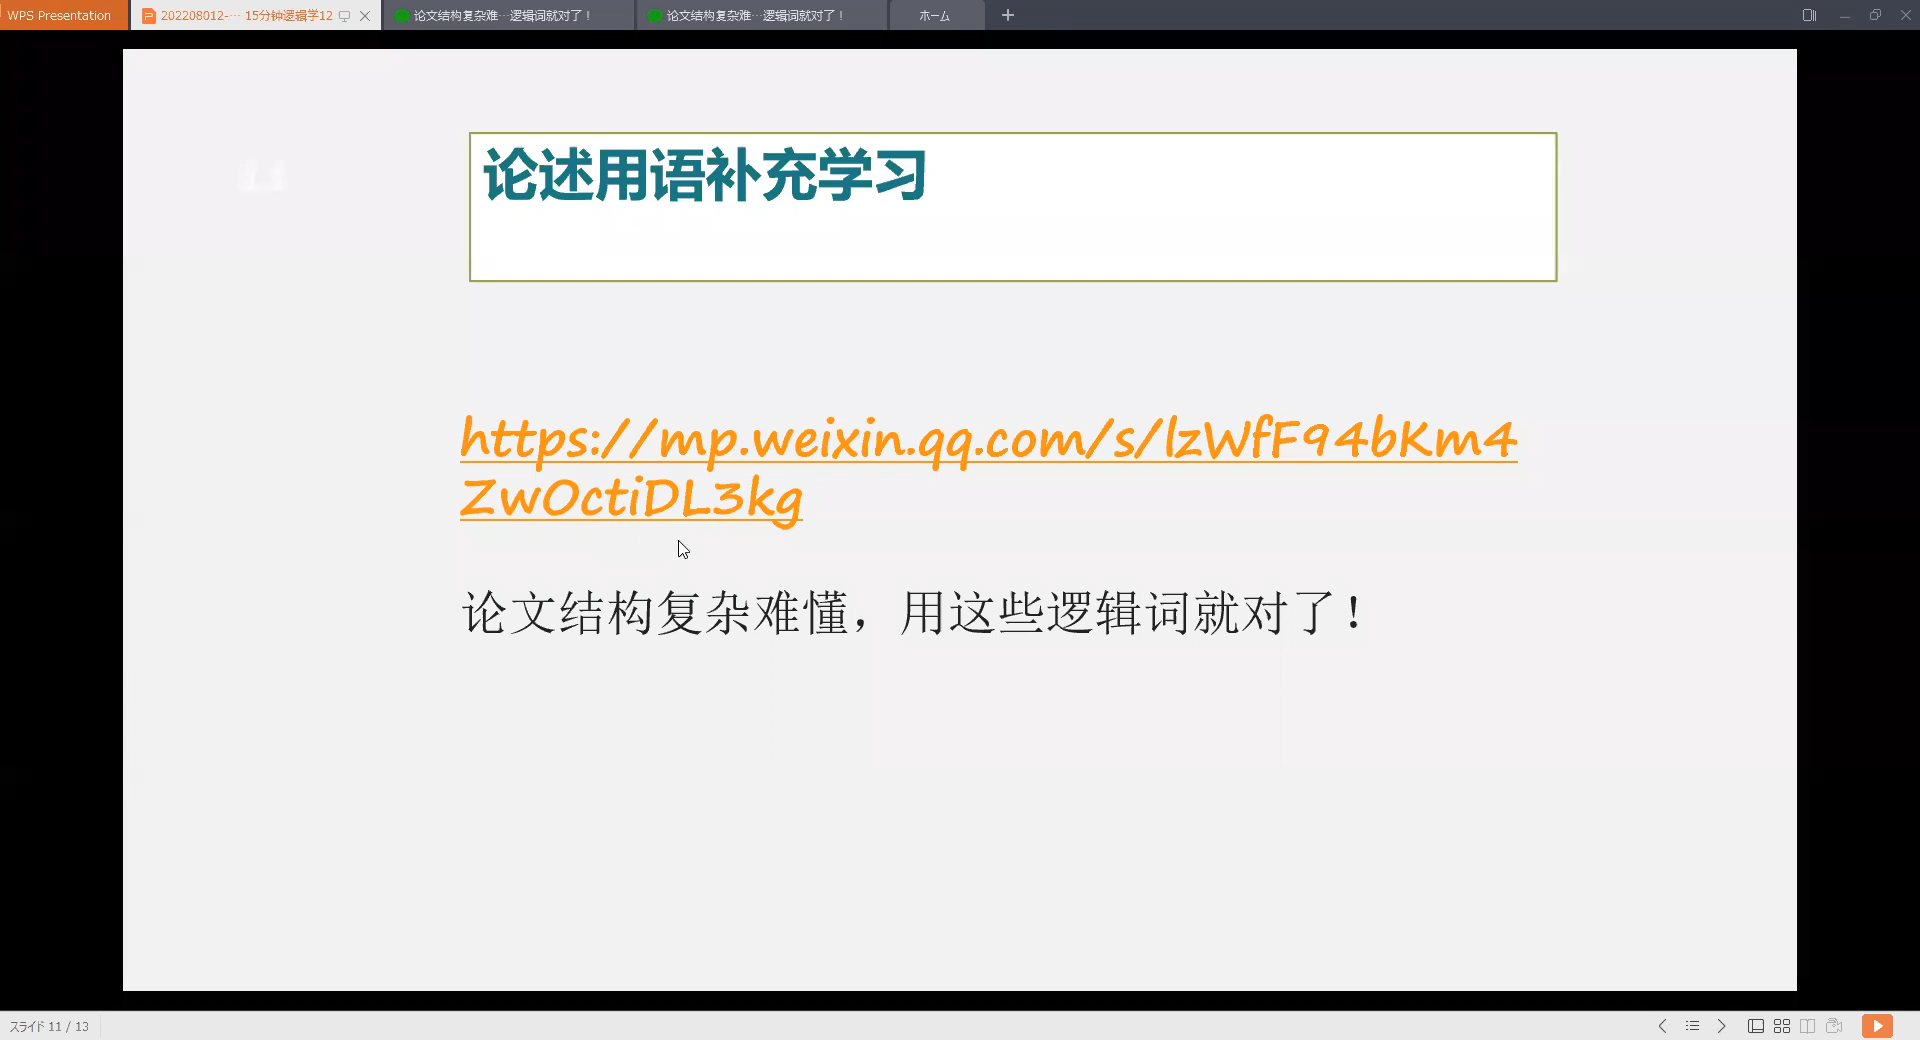 WPS Presentation
202208012-··· 15分钟逻辑学12
论文结构复杂难···逻辑词就对了！
论文结构复杂难···逻辑词就对了！
ホーム
11
论述用语补充学习
https://mp.weixin.qq.com/s/lzWfF94bKm4
ZwOctiDL3kg
论文结构复杂难懂，用这些逻辑词就对了！
スライド 11 / 13